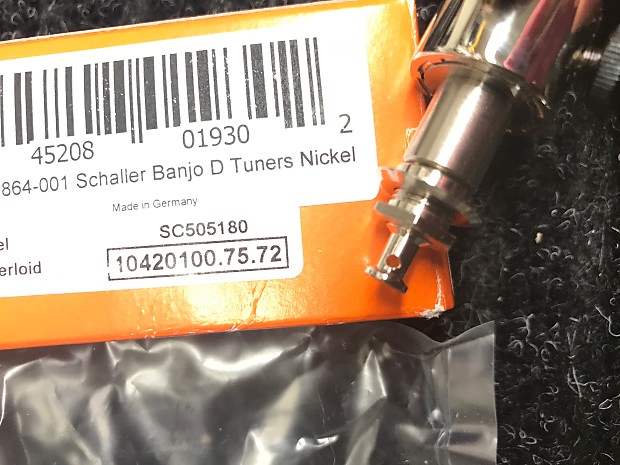 45208 01930 2
864-001 Schaller Banjo D Tuners Nickel
Made in Germany
SC505180
10420100.75.72